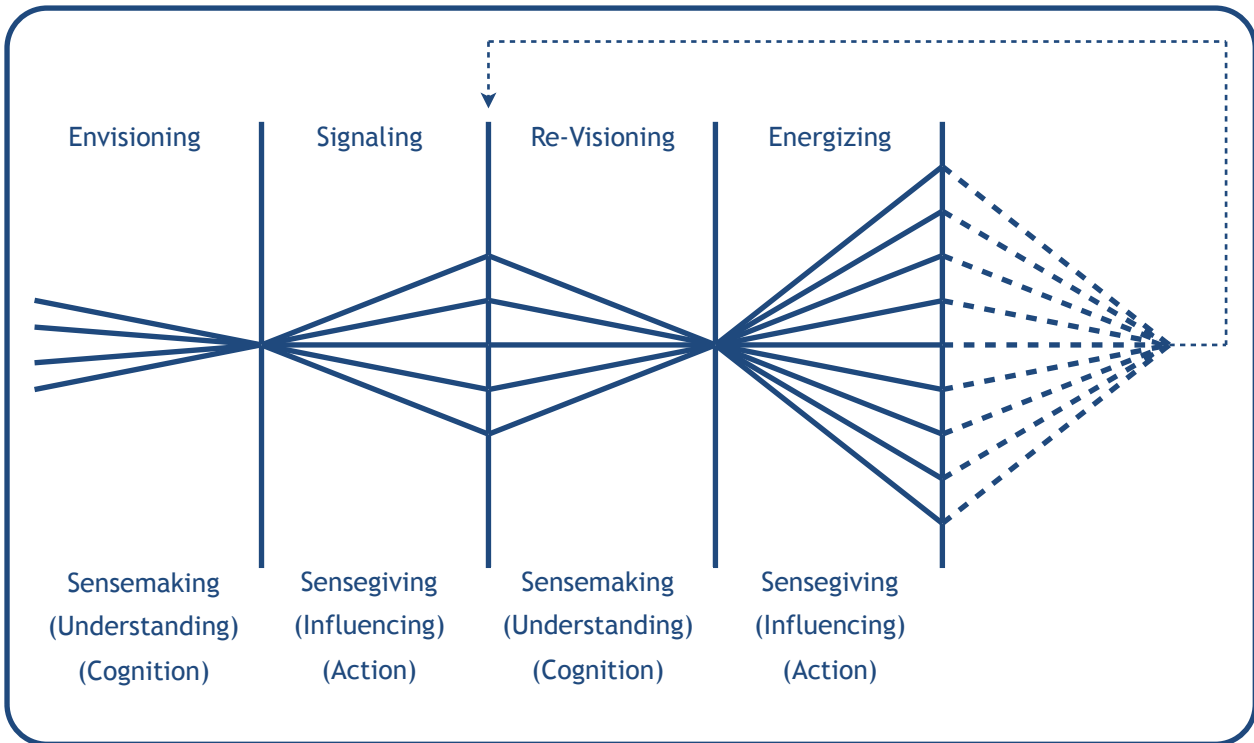 Envisioning
Signaling
Re-Visioning
Energizing
Sensemaking
(Understanding)
(Cognition)
Sensegiving
(Influencing)
(Action)
Sensemaking
(Understanding)
(Cognition)
Sensegiving
(Influencing)
(Action)